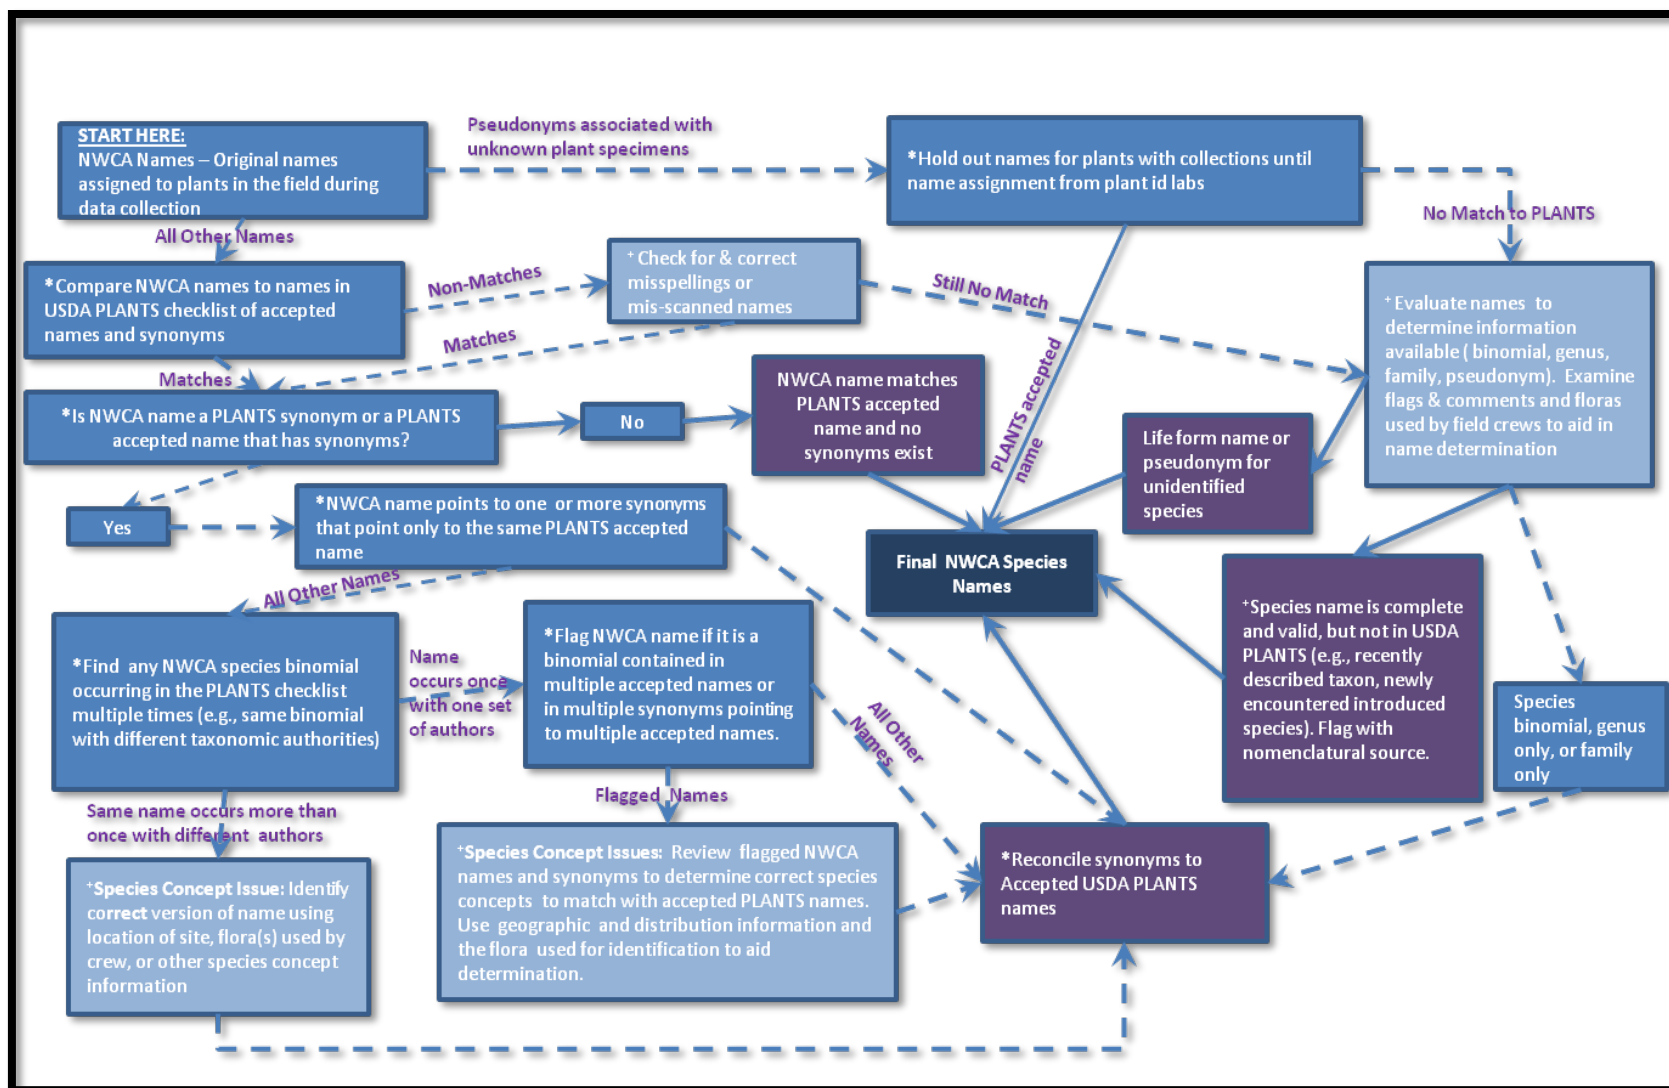 START HERE:
NWCA Names – Original names
assigned to plants in the field during
data collection
Pseudonyms associated with
unknown plant specimens
*Hold out names for plants with collections until
name assignment from plant id labs
No Match to PLANTS
All Other Names
*Compare NWCA names to names in
USDA PLANTS checklist of accepted
names and synonyms
Non-Matches
+ Check for & correct
misspellings or
mis-scanned names
Still No Match
+ Evaluate names to
determine information
available ( binomial, genus,
family, pseudonym). Examine
flags & comments and floras
used by field crews to aid in
name determination
Matches
Matches
*Is NWCA name a PLANTS synonym or a PLANTS
accepted name that has synonyms?
No
NWCA name matches
PLANTS accepted
name and no
synonyms exist
PLANTS accepted
name
Life form name or
pseudonym for
unidentified
species
Yes
*NWCA name points to one or more synonyms
that point only to the same PLANTS accepted
name
Final NWCA Species
Names
All Other Names
*Find any NWCA species binomial
occurring in the PLANTS checklist
multiple times (e.g., same binomial
with different taxonomic authorities)
Name
occurs once
with one set
of authors
*Flag NWCA name if it is a
binomial contained in
multiple accepted names or
in multiple synonyms pointing
to multiple accepted names.
All Other
Names
+Species name is complete
and valid, but not in USDA
PLANTS (e.g., recently
described taxon, newly
encountered introduced
species). Flag with
nomenclatural source.
Species
binomial, genus
only, or family
only
Same name occurs more than
once with different authors
Flagged Names
+Species Concept Issue: Identify
correct version of name using
location of site, flora(s) used by
crew, or other species concept
information
+Species Concept Issues: Review flagged NWCA
names and synonyms to determine correct species
concepts to match with accepted PLANTS names.
Use geographic and distribution information and
the flora used for identification to aid
determination.
*Reconcile synonyms to
Accepted USDA PLANTS
names